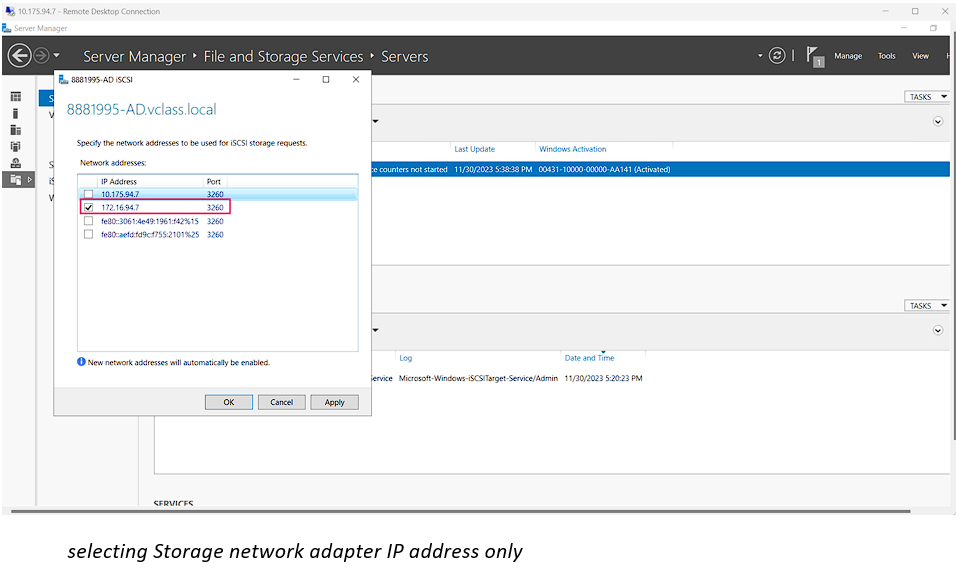 10.175.94.7 - Remote Desktop Connection
Server Manager
Server Manager • File and Storage Services • Servers
1 Manage Tools View
8881995-AD iSCSI
8881995-AD.vclass.local
Specify the network addresses to be used for iSCSI storage requests.
Network addresses:
IP Address Port
10.175.94.7 3260
172.16.94.7 3260
fe80::3061:4e49:1961:f42%15 3260
fe80::aefd:fd9c:f755:2101%25 3260
New network addresses will automatically be enabled.
OK Cancel Apply
TASKS
Last Update Windows Activation
ce counters not started 11/30/2023 5:38:38 PM 00431-10000-00000-AA141 (Activated)
TASKS
Log Date and Time
Service Microsoft-Windows-iSCSITarget-Service/Admin 11/30/2023 5:20:23 PM
SERVICES
selecting Storage network adapter IP address only